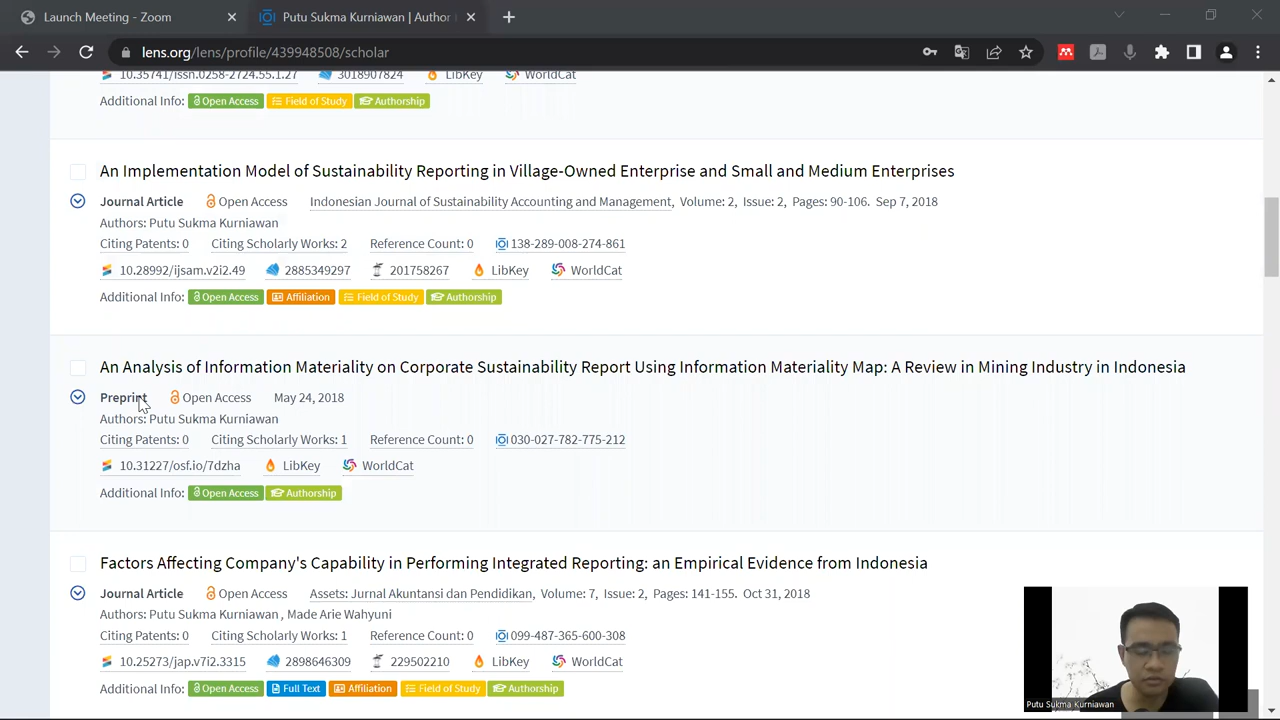 Launch Meeting - Zoom
Putu Sukma Kurniawan | Author
lens.org/lens/profile/439948508/scholar
10.35741/issn.0258-2724.55.1.27 3018907824 LibKey WorldCat
Additional Info: Open Access Field of Study Authorship
An Implementation Model of Sustainability Reporting in Village-Owned Enterprise and Small and Medium Enterprises
Journal Article Open Access Indonesian Journal of Sustainability Accounting and Management, Volume: 2, Issue: 2, Pages: 90-106. Sep 7, 2018
Authors: Putu Sukma Kurniawan
Citing Patents: 0 Citing Scholarly Works: 2 Reference Count: 0 138-289-008-274-861
10.28992/ijsam.v2i2.49 2885349297 201758267 LibKey WorldCat
Additional Info: Open Access Affiliation Field of Study Authorship
An Analysis of Information Materiality on Corporate Sustainability Report Using Information Materiality Map: A Review in Mining Industry in Indonesia
Preprint Open Access May 24, 2018
Authors: Putu Sukma Kurniawan
Citing Patents: 0 Citing Scholarly Works: 1 Reference Count: 0 030-027-782-775-212
10.31227/osf.io/7dzha LibKey WorldCat
Additional Info: Open Access Authorship
Factors Affecting Company's Capability in Performing Integrated Reporting: an Empirical Evidence from Indonesia
Journal Article Open Access Assets: Jurnal Akuntansi dan Pendidikan, Volume: 7, Issue: 2, Pages: 141-155. Oct 31, 2018
Authors: Putu Sukma Kurniawan, Made Arie Wahyuni
Citing Patents: 0 Citing Scholarly Works: 1 Reference Count: 0 099-487-365-600-308
10.25273/jap.v7i2.3315 2898646309 229502210 LibKey WorldCat
Additional Info: Open Access Full Text Affiliation Field of Study Authorship
Putu Sukma Kurniawan